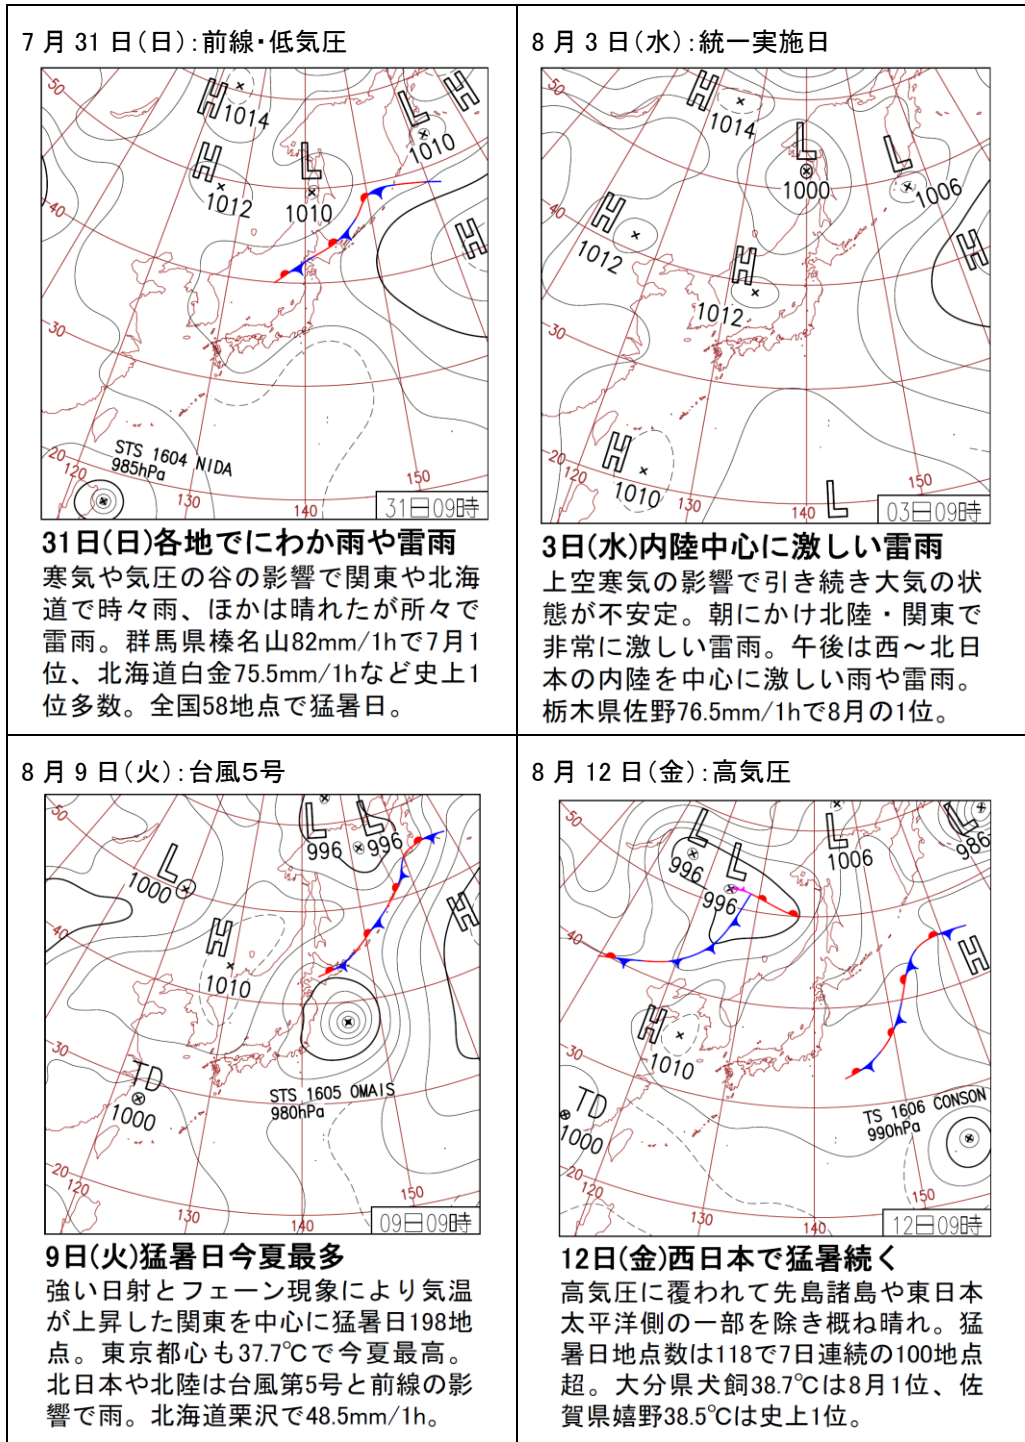 7月31日(日):前線・低気圧
50
H
1014
L
1010
H
H
1012
L
1010
40
H
30
STS 1604 NIDA
985hPa
20
120
130
140
150
31日09時
31日(日)各地でにわか雨や雷雨
寒気や気圧の谷の影響で関東や北海
道で時々雨、ほかは晴れたが所々で
雷雨。群馬県榛名山82mm/1hで7月1
位、北海道白金75.5mm/1hなど史上1
位多数。全国58地点で猛暑日。
8月3日(水):統一実施日
50
H
1014
L
1000
L
1006
40
H
1012
H
1012
H
30
H
1010
20
120
130
140
L
150
03日09時
3日(水)内陸中心に激しい雷雨
上空寒気の影響で引き続き大気の状
態が不安定。朝にかけ北陸・関東で
非常に激しい雷雨。午後は西~北日
本の内陸を中心に激しい雨や雷雨。
栃木県佐野76.5mm/1hで8月の1位。
8月9日(火):台風5号
50
L
996
L
996
L
1000
H
40
H
1010
30
TD
1000
STS 1605 OMAIS
980hPa
20
120
130
140
150
09日09時
9日(火)猛暑日今夏最多
強い日射とフェーン現象により気温
が上昇した関東を中心に猛暑日198地
点。東京都心も37.7℃で今夏最高。
北日本や北陸は台風第5号と前線の影
響で雨。北海道栗沢で48.5mm/1h。
8月12日(金):高気圧
50
L
996
L
996
L
1006
L
986
40
H
H
1010
30
TD
1000
TS 1606 CONSON
990hPa
20
120
130
140
150
12日09時
12日(金)西日本で猛暑続く
高気圧に覆われて先島諸島や東日本
太平洋側の一部を除き概ね晴れ。猛
暑日地点数は118で7日連続の100地点
超。大分県犬飼38.7℃は8月1位、佐
賀県嬉野38.5℃は史上1位。